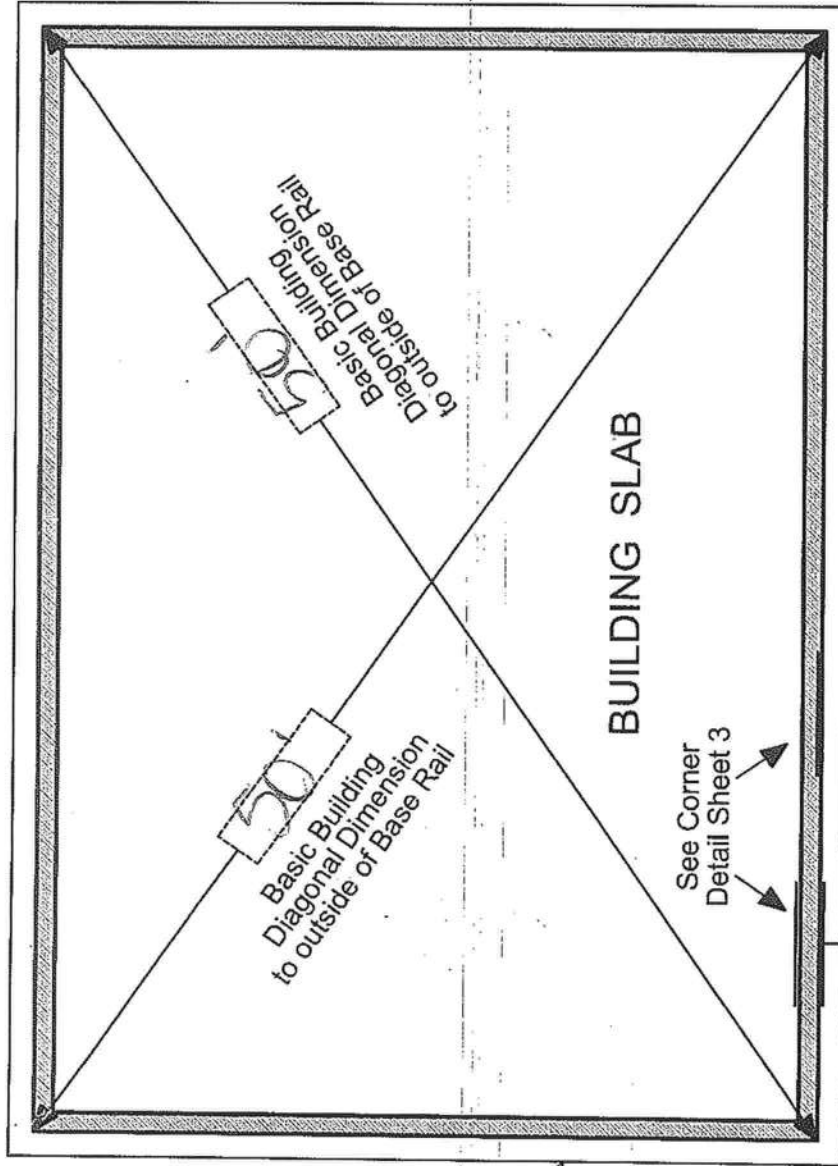 50'
Basic Building
Diagonal Dimension
to outside of Base Rail
50'
Basic Building
Diagonal Dimension
to outside of Base Rail
BUILDING SLAB
See Corner
Detail Sheet 3